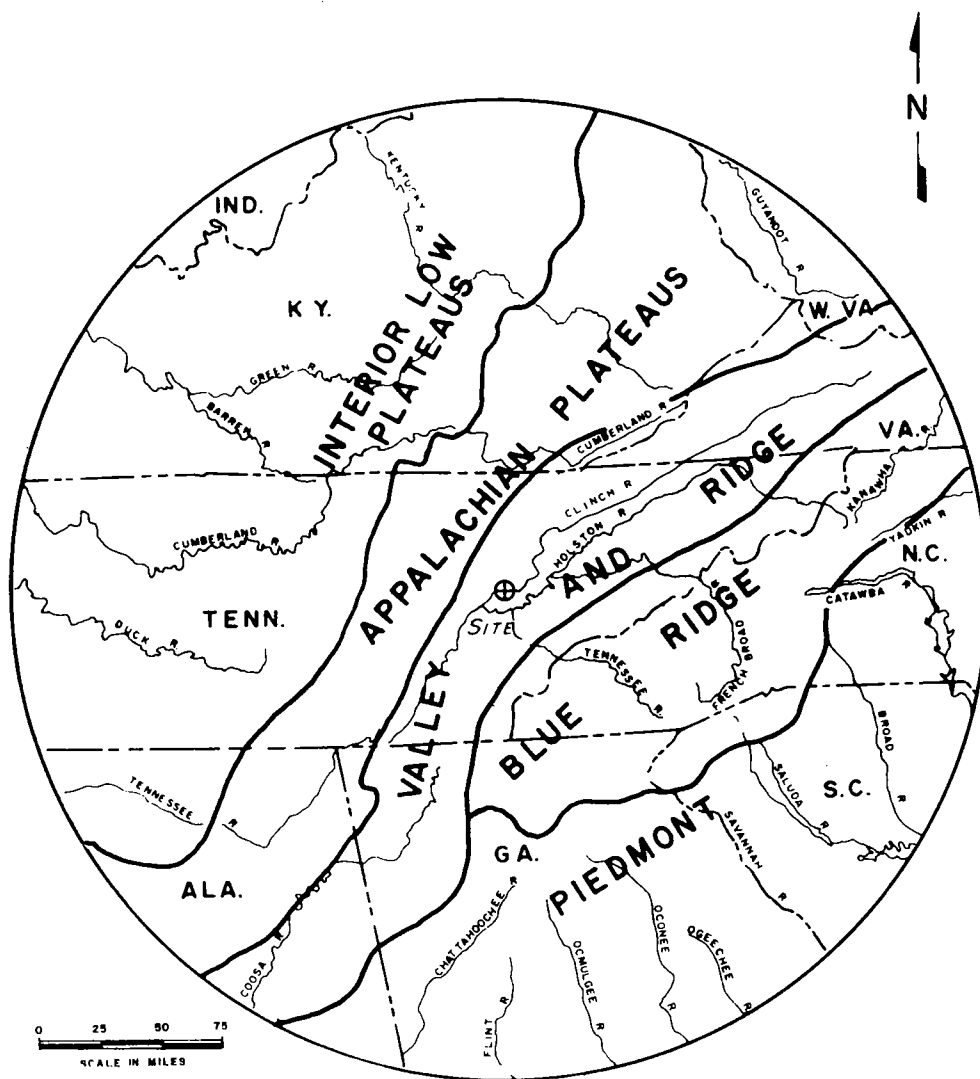 N
KENTUCKY R
GUYANDOT R
IND.
KY.
INTERIOR LOW
PLATEAUS
W. VA
APPALACHIAN PLATEAUS
GREEN R
BARREN R
CUMBERLAND R
VA.
KANAWHA R
CLINCH R
HOLSTON R
VALLEY AND RIDGE
YADKIN R
N.C.
CUMBERLAND R
CATAWBA R
TENN.
SITE
DUCK R
BLUE RIDGE
TENNESSEE R
FRENCH BROAD R
BROAD R
TENNESSEE R
SALUDA R
S.C.
SAVANNAH R
GA.
PIEDMONT
ALA.
COOSA R
CHATTAHOOCHEE R
FLINT R
OCMULGEE R
OCONEE R
OGEECHEE R
0 25 50 75
SCALE IN MILES